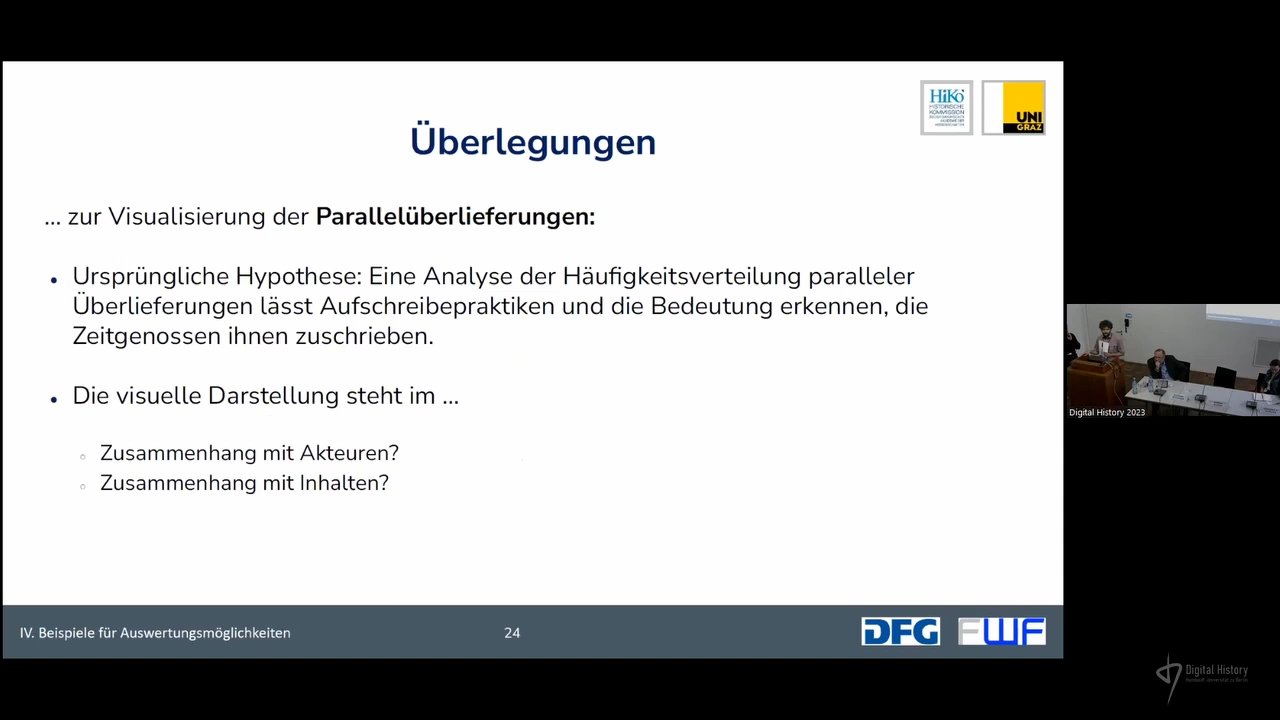 HiKo
HISTORISCHE
KOMMISSION
UNI
GRAZ
Überlegungen
... zur Visualisierung der Parallelüberlieferungen:
• Ursprüngliche Hypothese: Eine Analyse der Häufigkeitsverteilung paralleler
Überlieferungen lässt Aufschreibepraktiken und die Bedeutung erkennen, die
Zeitgenossen ihnen zuschrieben.
• Die visuelle Darstellung steht im ...
○ Zusammenhang mit Akteuren?
○ Zusammenhang mit Inhalten?
IV. Beispiele für Auswertungsmöglichkeiten
24
DFG
FWF
Digital History 2023
Digital History